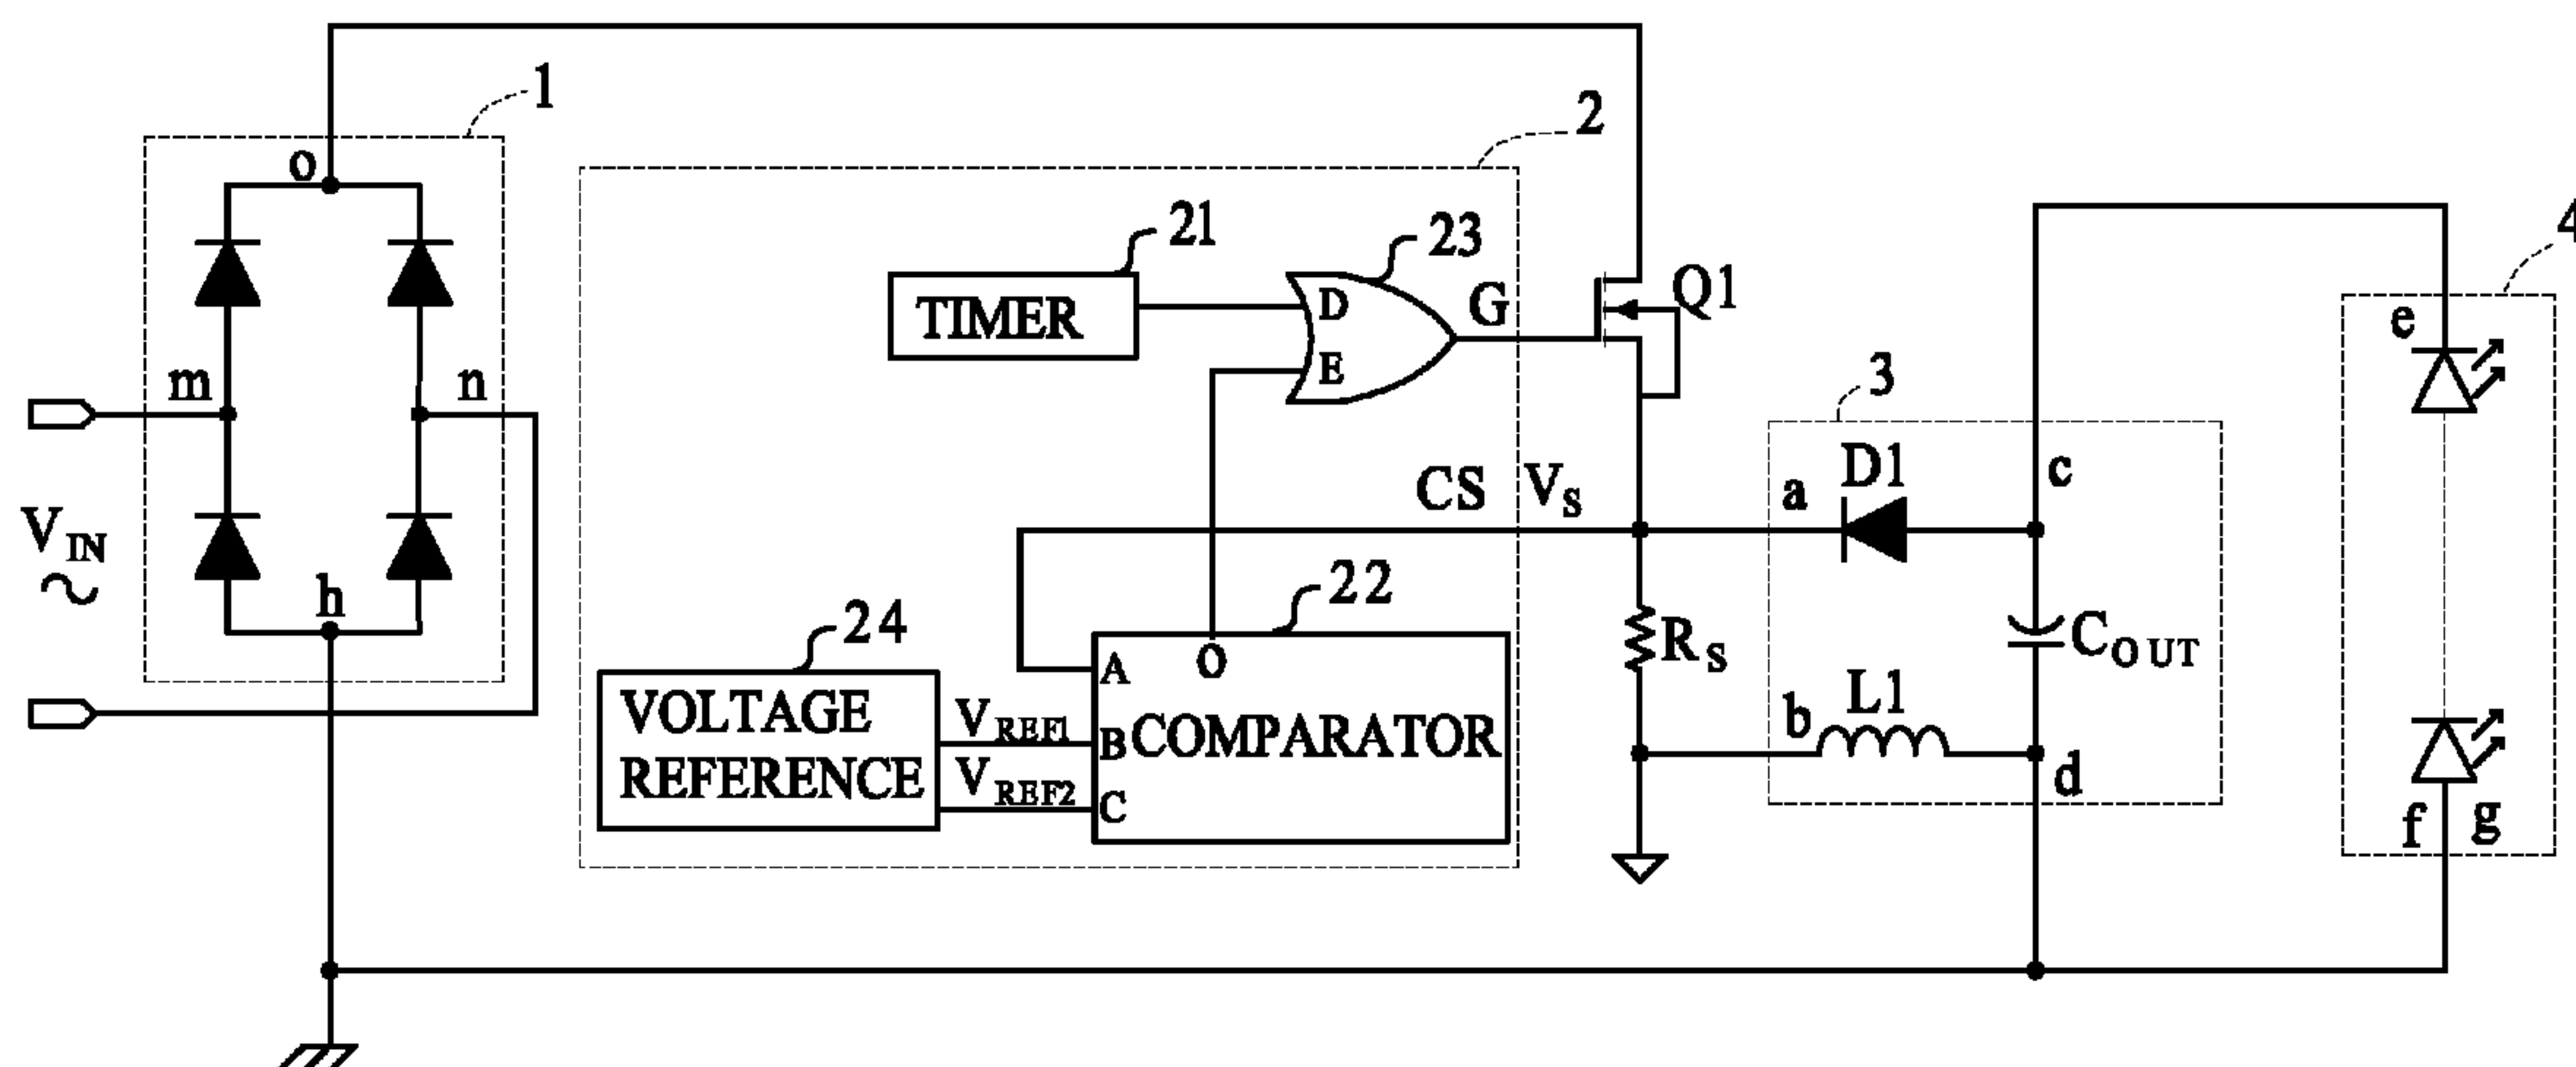 1
2
o
21
23
4
TIMER
D
G
Q1
e
E
m
n
3
CS
VS
a
D1
c
VIN
h
22
24
RS
COUT
A
O
VOLTAGE
REFERENCE
VREF1
B
COMPARATOR
b
L1
VREF2
C
d
f
g